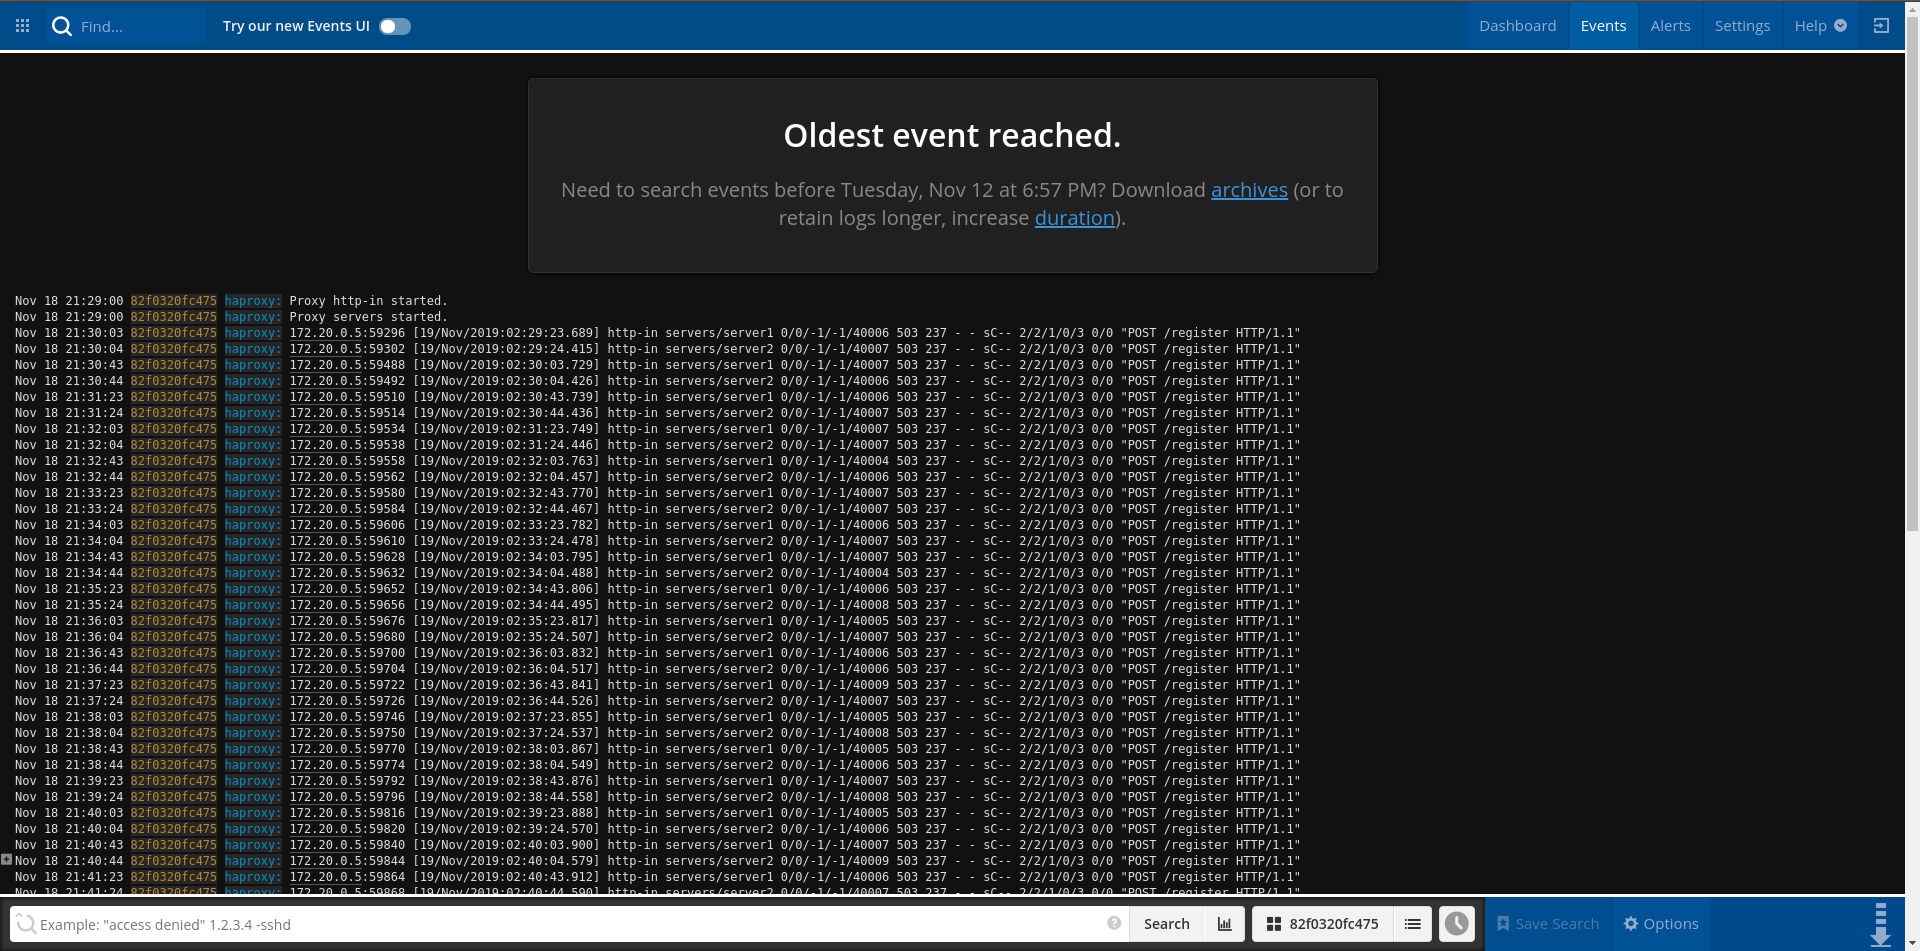 Find...
Try our new Events UI
Dashboard
Events
Alerts
Settings
Help
Oldest event reached.
Need to search events before Tuesday, Nov 12 at 6:57 PM? Download archives (or to
retain logs longer, increase duration).
Nov 18 21:29:00 82f0320fc475 haproxy: Proxy http-in started.
Nov 18 21:29:00 82f0320fc475 haproxy: Proxy servers started.
Nov 18 21:30:03 82f0320fc475 haproxy: 172.20.0.5:59296 [19/Nov/2019:02:29:23.689] http-in servers/server1 0/0/-1/-1/40006 503 237 - - sC-- 2/2/1/0/3 0/0 "POST /register HTTP/1.1"
Nov 18 21:30:04 82f0320fc475 haproxy: 172.20.0.5:59302 [19/Nov/2019:02:29:24.415] http-in servers/server2 0/0/-1/-1/40007 503 237 - - sC-- 2/2/1/0/3 0/0 "POST /register HTTP/1.1"
Nov 18 21:30:43 82f0320fc475 haproxy: 172.20.0.5:59488 [19/Nov/2019:02:30:03.729] http-in servers/server1 0/0/-1/-1/40007 503 237 - - sC-- 2/2/1/0/3 0/0 "POST /register HTTP/1.1"
Nov 18 21:30:44 82f0320fc475 haproxy: 172.20.0.5:59492 [19/Nov/2019:02:30:04.426] http-in servers/server2 0/0/-1/-1/40006 503 237 - - sC-- 2/2/1/0/3 0/0 "POST /register HTTP/1.1"
Nov 18 21:31:23 82f0320fc475 haproxy: 172.20.0.5:59510 [19/Nov/2019:02:30:43.739] http-in servers/server1 0/0/-1/-1/40006 503 237 - - sC-- 2/2/1/0/3 0/0 "POST /register HTTP/1.1"
Nov 18 21:31:24 82f0320fc475 haproxy: 172.20.0.5:59514 [19/Nov/2019:02:30:44.436] http-in servers/server2 0/0/-1/-1/40007 503 237 - - sC-- 2/2/1/0/3 0/0 "POST /register HTTP/1.1"
Nov 18 21:32:03 82f0320fc475 haproxy: 172.20.0.5:59534 [19/Nov/2019:02:31:23.749] http-in servers/server1 0/0/-1/-1/40007 503 237 - - sC-- 2/2/1/0/3 0/0 "POST /register HTTP/1.1"
Nov 18 21:32:04 82f0320fc475 haproxy: 172.20.0.5:59538 [19/Nov/2019:02:31:24.446] http-in servers/server2 0/0/-1/-1/40007 503 237 - - sC-- 2/2/1/0/3 0/0 "POST /register HTTP/1.1"
Nov 18 21:32:43 82f0320fc475 haproxy: 172.20.0.5:59558 [19/Nov/2019:02:32:03.763] http-in servers/server1 0/0/-1/-1/40004 503 237 - - sC-- 2/2/1/0/3 0/0 "POST /register HTTP/1.1"
Nov 18 21:32:44 82f0320fc475 haproxy: 172.20.0.5:59562 [19/Nov/2019:02:32:04.457] http-in servers/server2 0/0/-1/-1/40006 503 237 - - sC-- 2/2/1/0/3 0/0 "POST /register HTTP/1.1"
Nov 18 21:33:23 82f0320fc475 haproxy: 172.20.0.5:59580 [19/Nov/2019:02:32:43.770] http-in servers/server1 0/0/-1/-1/40007 503 237 - - sC-- 2/2/1/0/3 0/0 "POST /register HTTP/1.1"
Nov 18 21:33:24 82f0320fc475 haproxy: 172.20.0.5:59584 [19/Nov/2019:02:32:44.467] http-in servers/server2 0/0/-1/-1/40007 503 237 - - sC-- 2/2/1/0/3 0/0 "POST /register HTTP/1.1"
Nov 18 21:34:03 82f0320fc475 haproxy: 172.20.0.5:59606 [19/Nov/2019:02:33:23.782] http-in servers/server1 0/0/-1/-1/40006 503 237 - - sC-- 2/2/1/0/3 0/0 "POST /register HTTP/1.1"
Nov 18 21:34:04 82f0320fc475 haproxy: 172.20.0.5:59610 [19/Nov/2019:02:33:24.478] http-in servers/server2 0/0/-1/-1/40006 503 237 - - sC-- 2/2/1/0/3 0/0 "POST /register HTTP/1.1"
Nov 18 21:34:43 82f0320fc475 haproxy: 172.20.0.5:59628 [19/Nov/2019:02:34:03.795] http-in servers/server1 0/0/-1/-1/40007 503 237 - - sC-- 2/2/1/0/3 0/0 "POST /register HTTP/1.1"
Nov 18 21:34:44 82f0320fc475 haproxy: 172.20.0.5:59632 [19/Nov/2019:02:34:04.488] http-in servers/server2 0/0/-1/-1/40004 503 237 - - sC-- 2/2/1/0/3 0/0 "POST /register HTTP/1.1"
Nov 18 21:35:23 82f0320fc475 haproxy: 172.20.0.5:59652 [19/Nov/2019:02:34:43.806] http-in servers/server1 0/0/-1/-1/40006 503 237 - - sC-- 2/2/1/0/3 0/0 "POST /register HTTP/1.1"
Nov 18 21:35:24 82f0320fc475 haproxy: 172.20.0.5:59656 [19/Nov/2019:02:34:44.495] http-in servers/server2 0/0/-1/-1/40008 503 237 - - sC-- 2/2/1/0/3 0/0 "POST /register HTTP/1.1"
Nov 18 21:36:03 82f0320fc475 haproxy: 172.20.0.5:59676 [19/Nov/2019:02:35:23.817] http-in servers/server1 0/0/-1/-1/40005 503 237 - - sC-- 2/2/1/0/3 0/0 "POST /register HTTP/1.1"
Nov 18 21:36:04 82f0320fc475 haproxy: 172.20.0.5:59680 [19/Nov/2019:02:35:24.507] http-in servers/server2 0/0/-1/-1/40007 503 237 - - sC-- 2/2/1/0/3 0/0 "POST /register HTTP/1.1"
Nov 18 21:36:43 82f0320fc475 haproxy: 172.20.0.5:59700 [19/Nov/2019:02:36:03.832] http-in servers/server1 0/0/-1/-1/40006 503 237 - - sC-- 2/2/1/0/3 0/0 "POST /register HTTP/1.1"
Nov 18 21:36:44 82f0320fc475 haproxy: 172.20.0.5:59704 [19/Nov/2019:02:36:04.517] http-in servers/server2 0/0/-1/-1/40006 503 237 - - sC-- 2/2/1/0/3 0/0 "POST /register HTTP/1.1"
Nov 18 21:37:23 82f0320fc475 haproxy: 172.20.0.5:59722 [19/Nov/2019:02:36:43.841] http-in servers/server1 0/0/-1/-1/40009 503 237 - - sC-- 2/2/1/0/3 0/0 "POST /register HTTP/1.1"
Nov 18 21:37:24 82f0320fc475 haproxy: 172.20.0.5:59726 [19/Nov/2019:02:36:44.526] http-in servers/server2 0/0/-1/-1/40007 503 237 - - sC-- 2/2/1/0/3 0/0 "POST /register HTTP/1.1"
Nov 18 21:38:03 82f0320fc475 haproxy: 172.20.0.5:59746 [19/Nov/2019:02:37:23.855] http-in servers/server1 0/0/-1/-1/40005 503 237 - - sC-- 2/2/1/0/3 0/0 "POST /register HTTP/1.1"
Nov 18 21:38:04 82f0320fc475 haproxy: 172.20.0.5:59750 [19/Nov/2019:02:37:24.537] http-in servers/server2 0/0/-1/-1/40008 503 237 - - sC-- 2/2/1/0/3 0/0 "POST /register HTTP/1.1"
Nov 18 21:38:43 82f0320fc475 haproxy: 172.20.0.5:59770 [19/Nov/2019:02:38:03.867] http-in servers/server1 0/0/-1/-1/40005 503 237 - - sC-- 2/2/1/0/3 0/0 "POST /register HTTP/1.1"
Nov 18 21:38:44 82f0320fc475 haproxy: 172.20.0.5:59774 [19/Nov/2019:02:38:04.549] http-in servers/server2 0/0/-1/-1/40006 503 237 - - sC-- 2/2/1/0/3 0/0 "POST /register HTTP/1.1"
Nov 18 21:39:23 82f0320fc475 haproxy: 172.20.0.5:59792 [19/Nov/2019:02:38:43.876] http-in servers/server1 0/0/-1/-1/40007 503 237 - - sC-- 2/2/1/0/3 0/0 "POST /register HTTP/1.1"
Nov 18 21:39:24 82f0320fc475 haproxy: 172.20.0.5:59796 [19/Nov/2019:02:38:44.558] http-in servers/server2 0/0/-1/-1/40008 503 237 - - sC-- 2/2/1/0/3 0/0 "POST /register HTTP/1.1"
Nov 18 21:40:03 82f0320fc475 haproxy: 172.20.0.5:59816 [19/Nov/2019:02:39:23.888] http-in servers/server1 0/0/-1/-1/40005 503 237 - - sC-- 2/2/1/0/3 0/0 "POST /register HTTP/1.1"
Nov 18 21:40:04 82f0320fc475 haproxy: 172.20.0.5:59820 [19/Nov/2019:02:39:24.570] http-in servers/server2 0/0/-1/-1/40006 503 237 - - sC-- 2/2/1/0/3 0/0 "POST /register HTTP/1.1"
Nov 18 21:40:43 82f0320fc475 haproxy: 172.20.0.5:59840 [19/Nov/2019:02:40:03.900] http-in servers/server1 0/0/-1/-1/40007 503 237 - - sC-- 2/2/1/0/3 0/0 "POST /register HTTP/1.1"
Nov 18 21:40:44 82f0320fc475 haproxy: 172.20.0.5:59844 [19/Nov/2019:02:40:04.579] http-in servers/server2 0/0/-1/-1/40009 503 237 - - sC-- 2/2/1/0/3 0/0 "POST /register HTTP/1.1"
Nov 18 21:41:23 82f0320fc475 haproxy: 172.20.0.5:59864 [19/Nov/2019:02:40:43.912] http-in servers/server1 0/0/-1/-1/40006 503 237 - - sC-- 2/2/1/0/3 0/0 "POST /register HTTP/1.1"
Nov 18 21:41:24 82f0320fc475 haproxy: 172.20.0.5:59868 [19/Nov/2019:02:40:44.590] http-in servers/server2 0/0/-1/-1/40007 503 237 - - sC-- 2/2/1/0/3 0/0 "POST /register HTTP/1.1"
Example: "access denied" 1.2.3.4 -sshd
Search
82f0320fc475
Save Search
Options